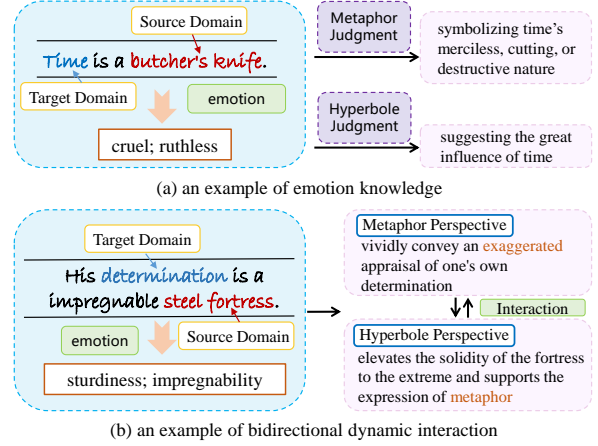 Source Domain
Time is a butcher's knife.
Target Domain
emotion
cruel; ruthless
Metaphor
Judgment
symbolizing time's
merciless, cutting, or
destructive nature
Hyperbole
Judgment
suggesting the great
influence of time
(a) an example of emotion knowledge
Target Domain
His determination is a
impregnable steel fortress.
emotion
Source Domain
sturdiness; impregnability
Metaphor Perspective
vividly convey an exaggerated
appraisal of one's own
determination
Interaction
Hyperbole Perspective
elevates the solidity of the fortress
to the extreme and supports the
expression of metaphor
(b) an example of bidirectional dynamic interaction